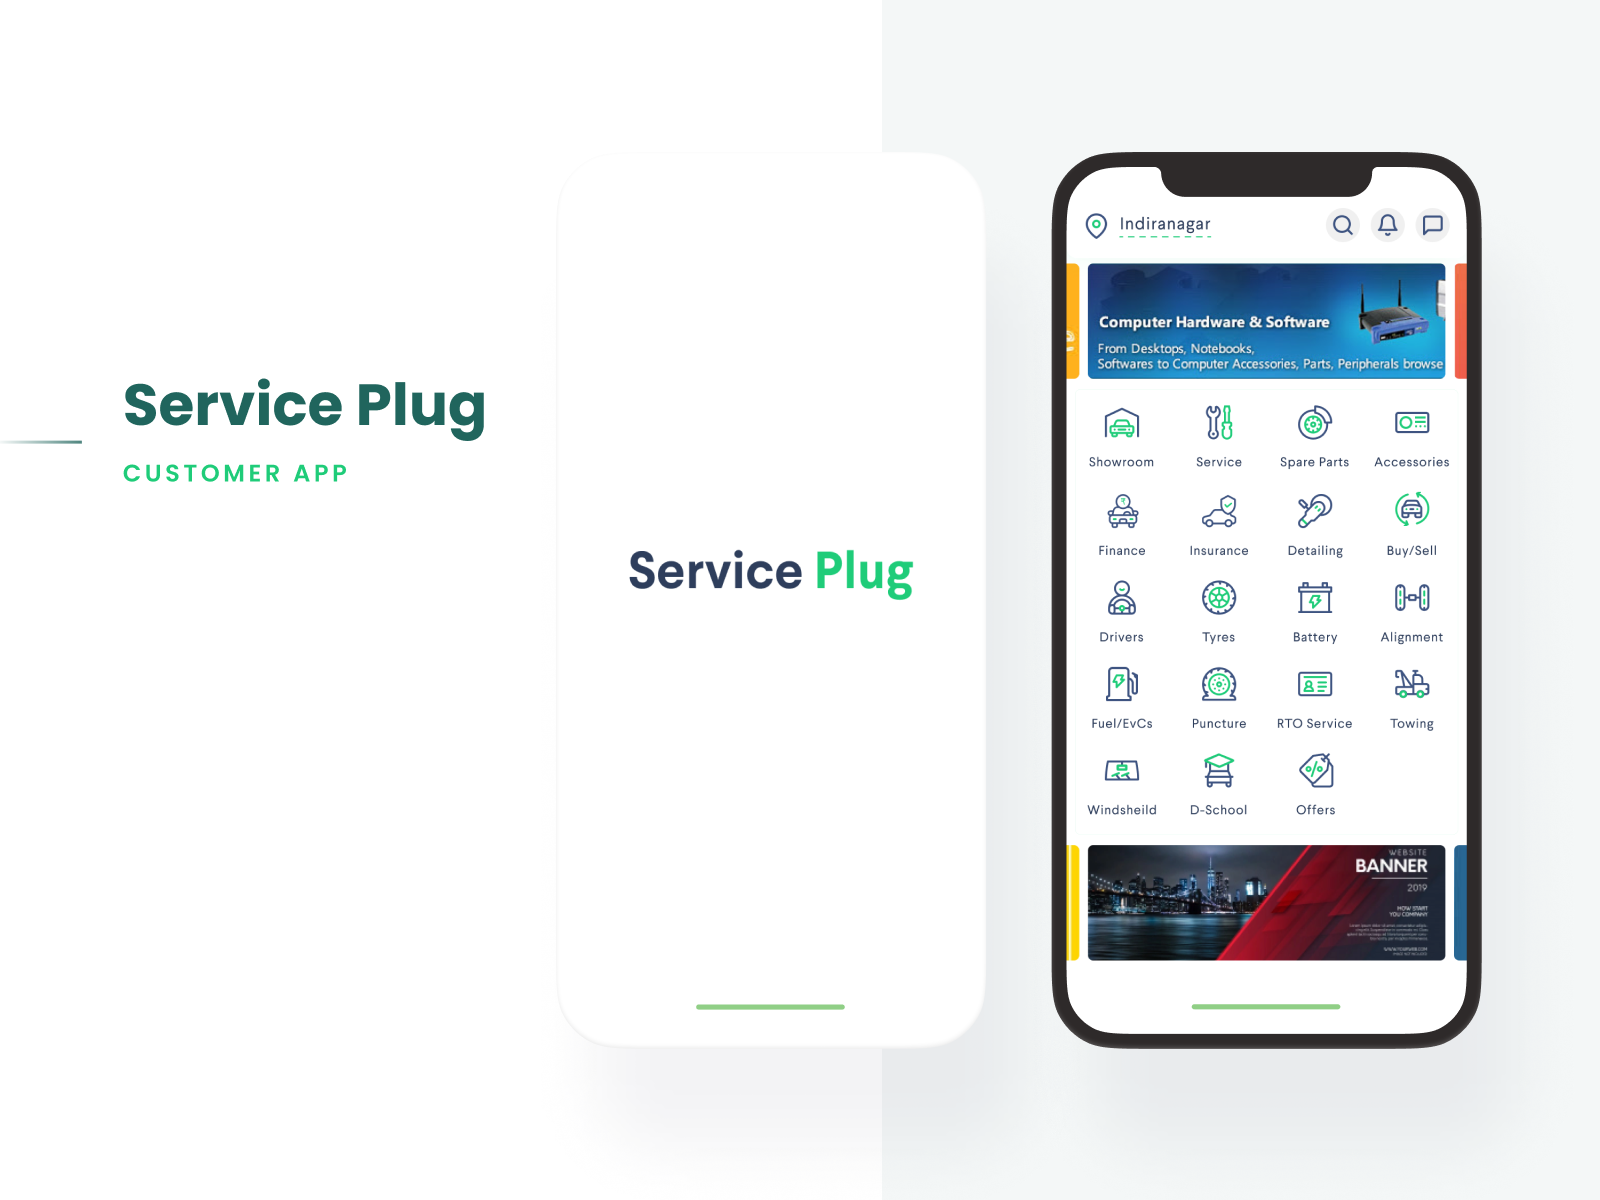 Service Plug
CUSTOMER APP
Service Plug
Indiranagar
Computer Hardware & Software
From Desktops, Notebooks,
Softwares to Computer Accessories, Parts, Peripherals browse
Showroom Service Spare Parts Accessories
Finance Insurance Detailing Buy/Sell
Drivers Tyres Battery Alignment
Fuel/EvCs Puncture RTO Service Towing
Windsheild D-School Offers
WEBSITE
BANNER
2019
HOW START
YOU COMPANY